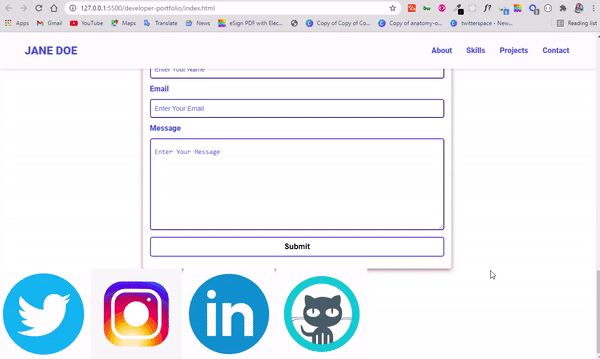 127.0.0.1:5500/developer-portfolio/index.html
Apps
Gmail
YouTube
Maps
Translate
News
eSign PDF with Elec...
Copy of Copy of Co...
Copy of anatomy-o...
twitterspace - New...
Reading list
JANE DOE
About
Skills
Projects
Contact
Enter Your Name
Email
Enter Your Email
Message
Enter Your Message
Submit
in